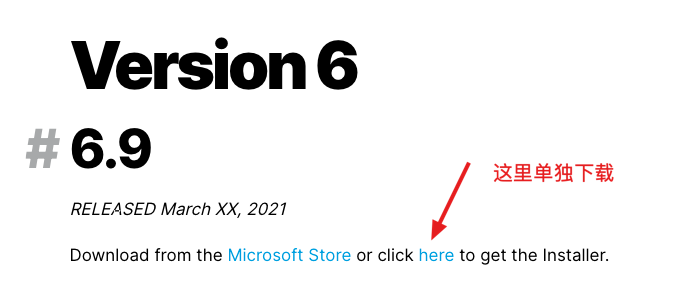 Version 6
# 6.9
这里单独下载
RELEASED March XX, 2021
Download from the Microsoft Store or click here to get the Installer.